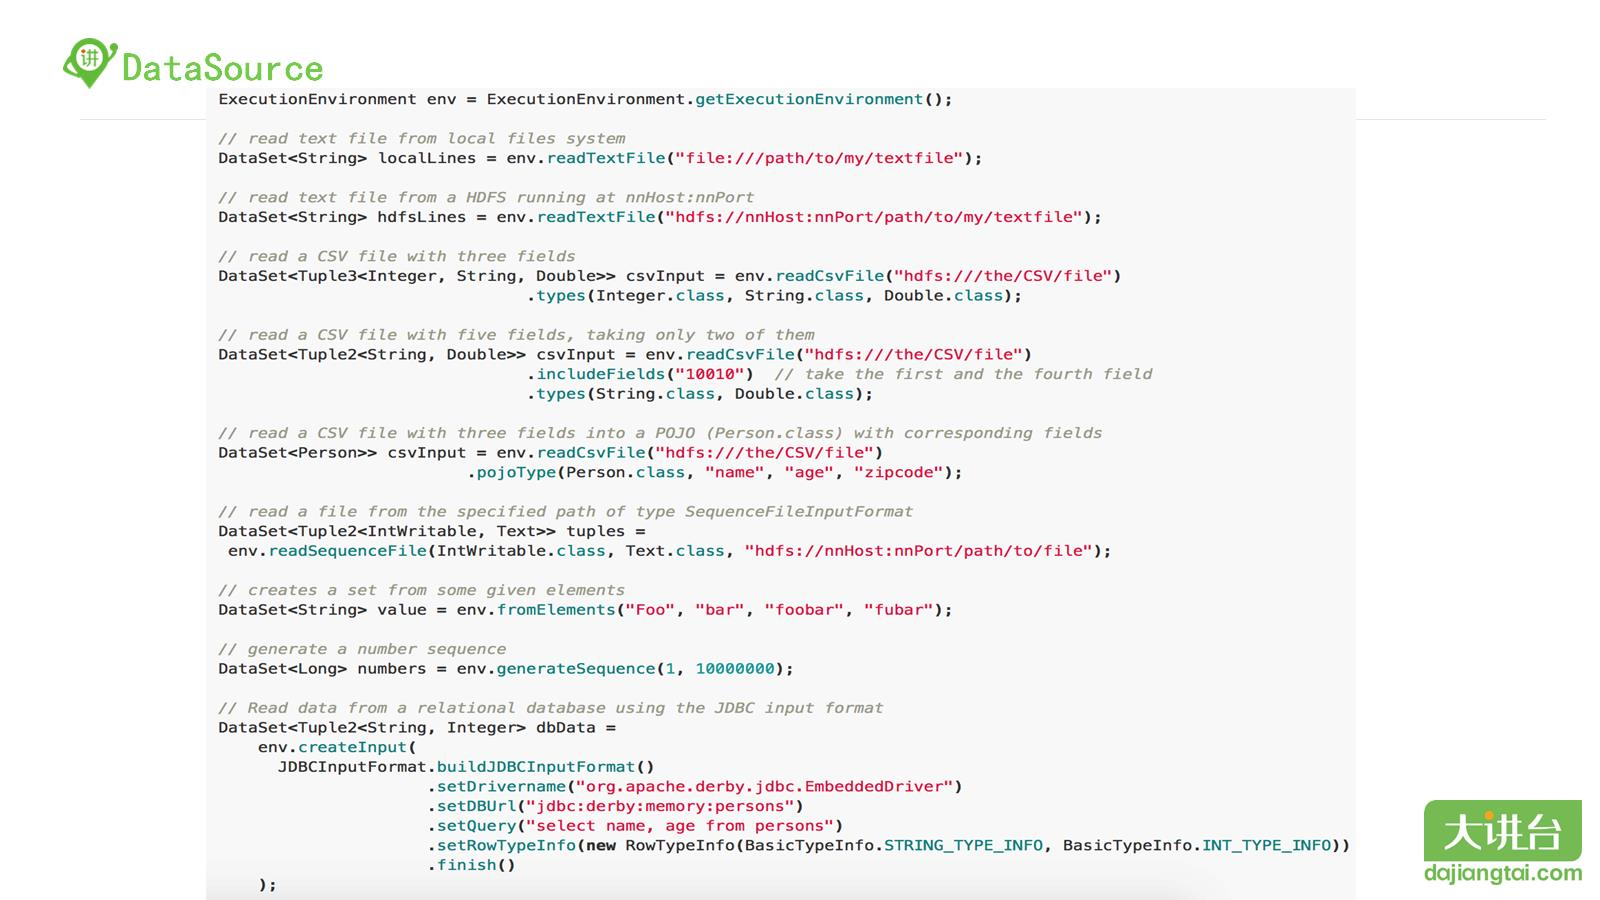 讲
DataSource
ExecutionEnvironment env = ExecutionEnvironment.getExecutionEnvironment();
// read text file from local files system
DataSet<String> localLines = env.readTextFile("file:///path/to/my/textfile");
// read text file from a HDFS running at nnHost:nnPort
DataSet<String> hdfsLines = env.readTextFile("hdfs://nnHost:nnPort/path/to/my/textfile");
// read a CSV file with three fields
DataSet<Tuple3<Integer, String, Double>> csvInput = env.readCsvFile("hdfs:///the/CSV/file")
.types(Integer.class, String.class, Double.class);
// read a CSV file with five fields, taking only two of them
DataSet<Tuple2<String, Double>> csvInput = env.readCsvFile("hdfs:///the/CSV/file")
.includeFields("10010")  // take the first and the fourth field
.types(String.class, Double.class);
// read a CSV file with three fields into a POJO (Person.class) with corresponding fields
DataSet<Person>> csvInput = env.readCsvFile("hdfs:///the/CSV/file")
.pojoType(Person.class, "name", "age", "zipcode");
// read a file from the specified path of type SequenceFileInputFormat
DataSet<Tuple2<IntWritable, Text>> tuples =
env.readSequenceFile(IntWritable.class, Text.class, "hdfs://nnHost:nnPort/path/to/file");
// creates a set from some given elements
DataSet<String> value = env.fromElements("Foo", "bar", "foobar", "fubar");
// generate a number sequence
DataSet<Long> numbers = env.generateSequence(1, 10000000);
// Read data from a relational database using the JDBC input format
DataSet<Tuple2<String, Integer> dbData =
env.createInput(
JDBCInputFormat.buildJDBCInputFormat()
.setDrivername("org.apache.derby.jdbc.EmbeddedDriver")
.setDBUrl("jdbc:derby:memory:persons")
.setQuery("select name, age from persons")
.setRowTypeInfo(new RowTypeInfo(BasicTypeInfo.STRING_TYPE_INFO, BasicTypeInfo.INT_TYPE_INFO))
.finish()
);
大讲台
dajiangtai.com